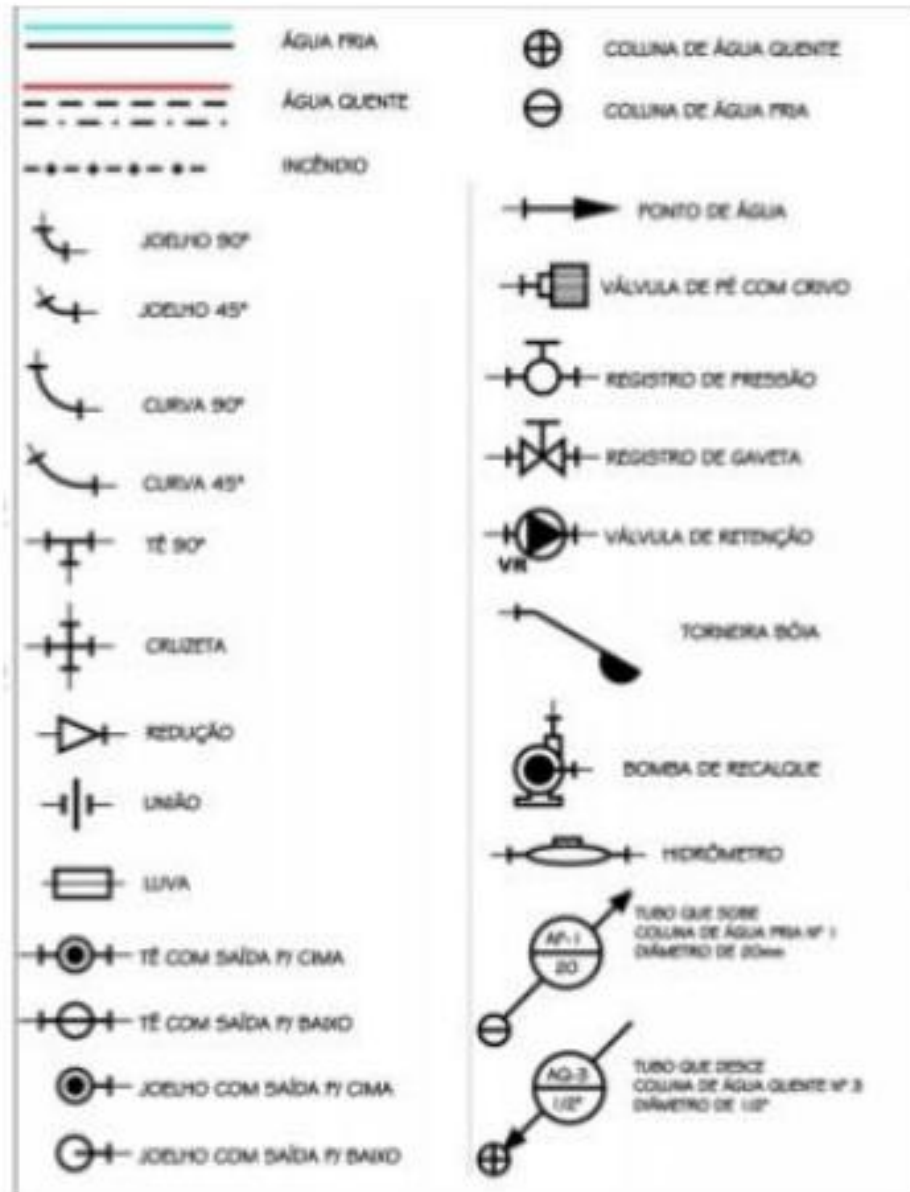 ÁGUA FRIA
ÁGUA QUENTE
INCÊNDIO
JOELHO 90°
JOELHO 45°
CURVA 90°
CURVA 45°
TÊ 90°
CRUZETA
REDUÇÃO
UNIÃO
LUVA
TÊ COM SAÍDA P/ CIMA
TÊ COM SAÍDA P/ BAIXO
JOELHO COM SAÍDA P/ CIMA
JOELHO COM SAÍDA P/ BAIXO
COLUNA DE ÁGUA QUENTE
COLUNA DE ÁGUA FRIA
PONTO DE ÁGUA
VÁLVULA DE PÉ COM CRIVO
REGISTRO DE PRESSÃO
REGISTRO DE GAVETA
VÁLVULA DE RETENÇÃO
VR
TORNEIRA BÓIA
BOMBA DE RECALQUE
HIDRÔMETRO
AF-1
20
TUBO QUE SOBE
COLUNA DE ÁGUA FRIA Nº 1
DIÂMETRO DE 20mm
AQ-3
1/2"
TUBO QUE DESCE
COLUNA DE ÁGUA QUENTE Nº 3
DIÂMETRO DE 1/2"